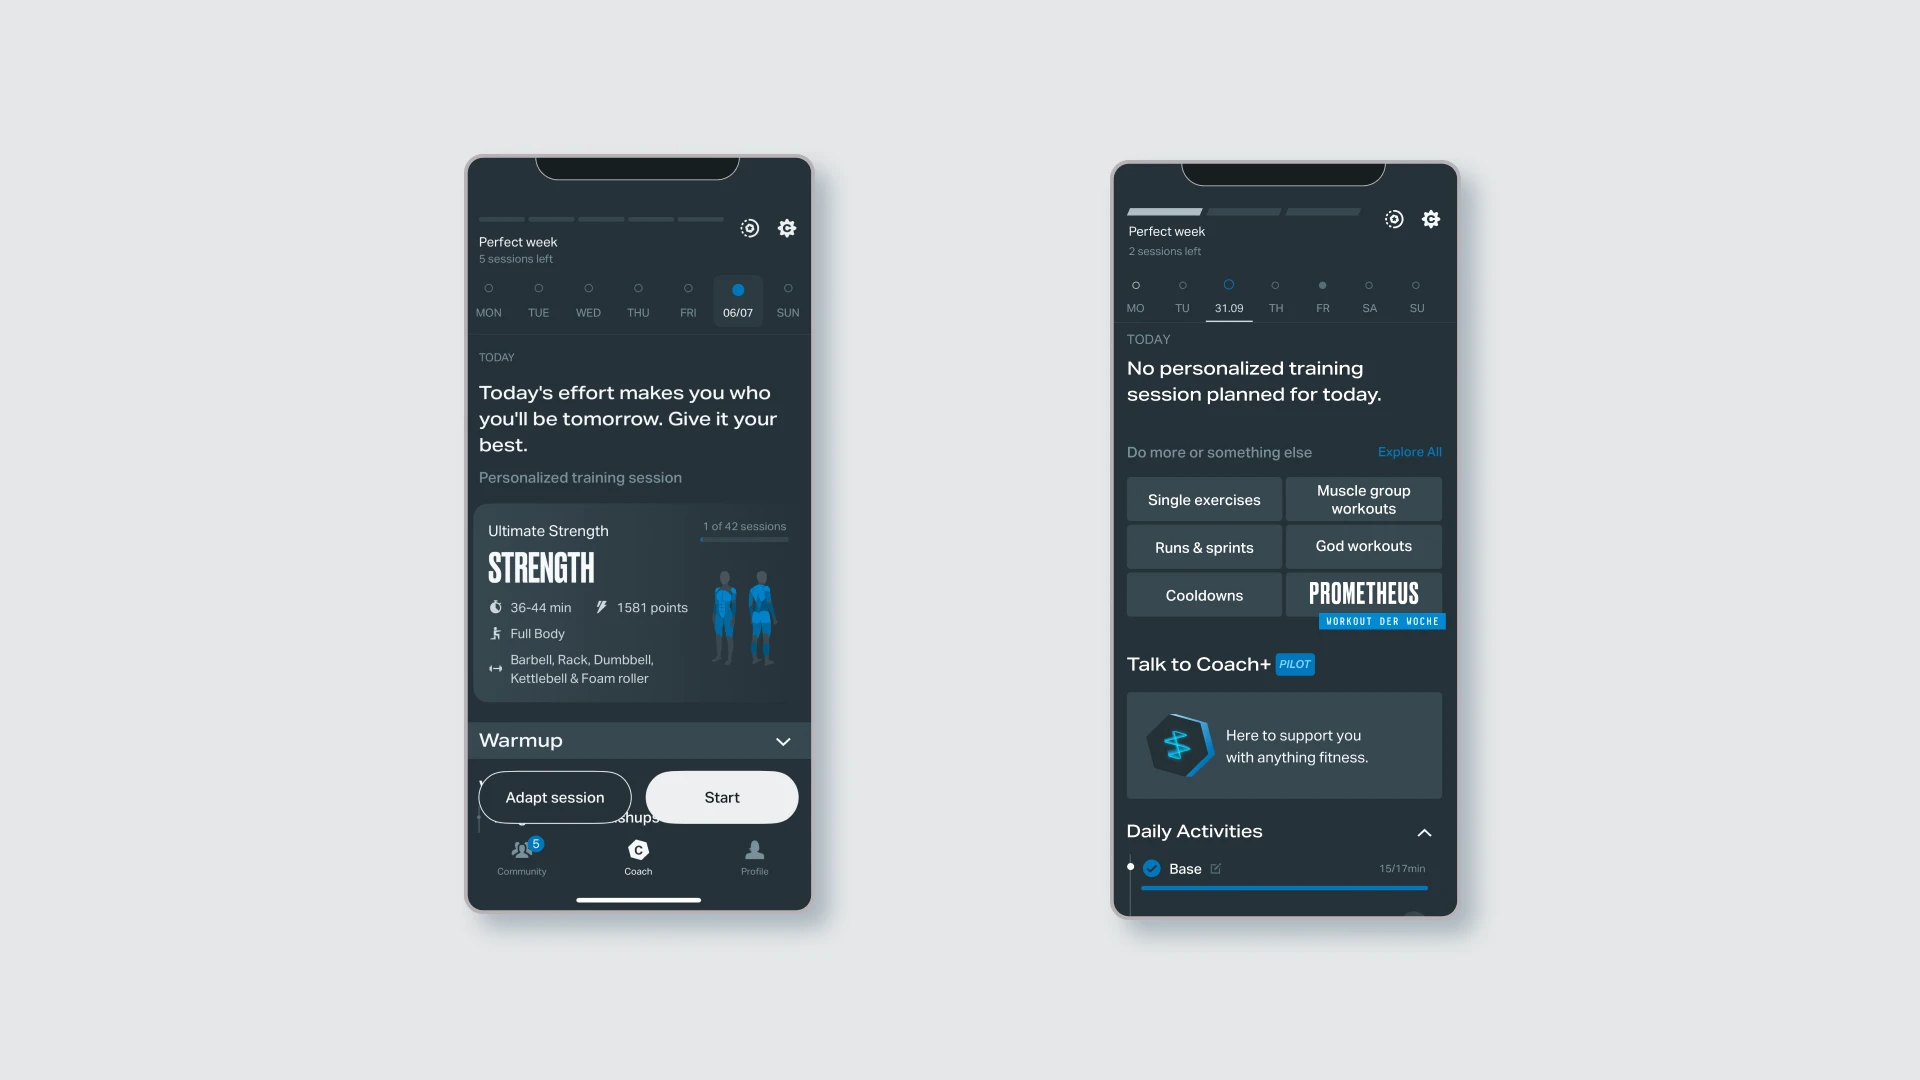 Perfect week
5 sessions left
MON TUE WED THU FRI 06/07 SUN
TODAY
Today's effort makes you who
you'll be tomorrow. Give it your
best.
Personalized training session
Ultimate Strength
1 of 42 sessions
STRENGTH
36-44 min 1581 points
Full Body
Barbell, Rack, Dumbbell,
Kettlebell & Foam roller
Warmup
Adapt session Start
shups
5
C
Community Coach Profile
Perfect week
2 sessions left
MO TU 31.09 TH FR SA SU
TODAY
No personalized training
session planned for today.
Do more or something else Explore All
Single exercises
Muscle group
workouts
Runs & sprints
God workouts
Cooldowns
PROMETHEUS
WORKOUT DER WOCHE
Talk to Coach+ PILOT
Here to support you
with anything fitness.
Daily Activities
Base 15/17min